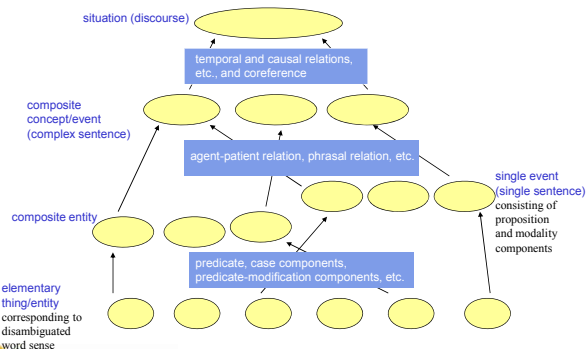 situation (discourse)
temporal and causal relations,
etc., and coreference
composite
concept/event
(complex sentence)
agent-patient relation, phrasal relation, etc.
single event
(single sentence)
consisting of
proposition
and modality
components
composite entity
predicate, case components,
predicate-modification components, etc.
elementary
thing/entity
corresponding to
disambiguated
word sense